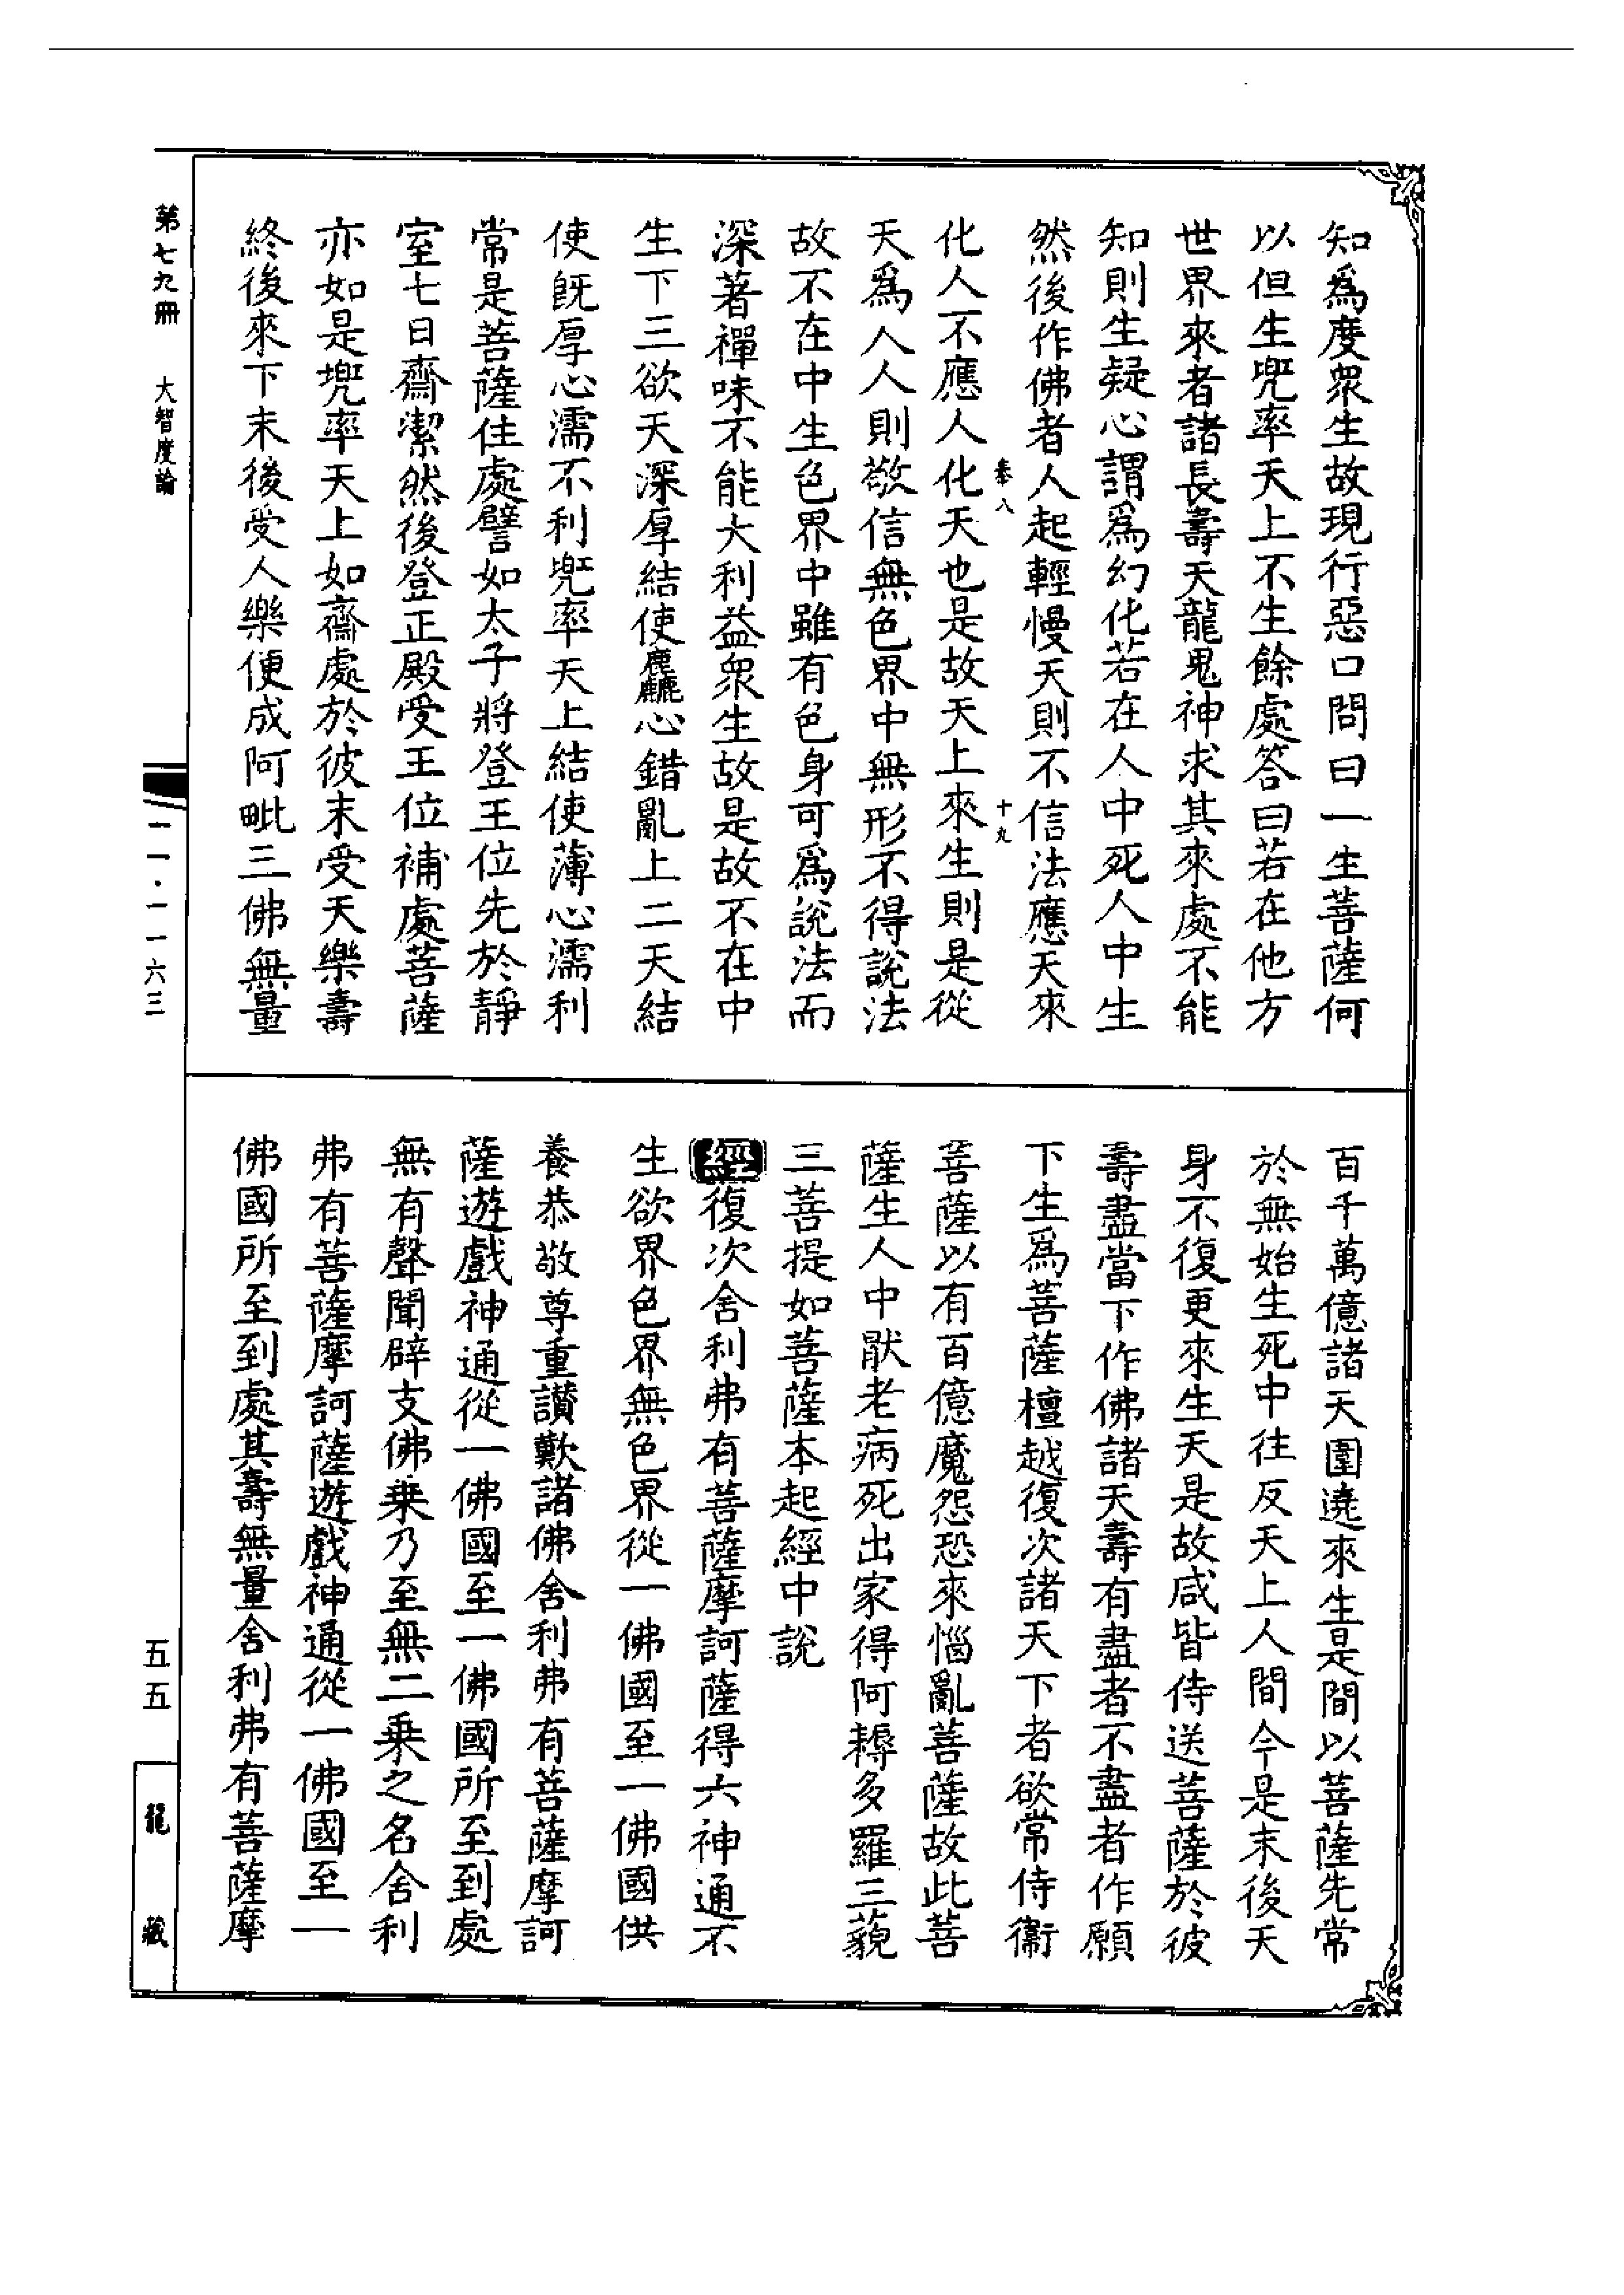 知爲度衆生故現行惡口問曰一生菩薩何
以但生兜率天上不生餘處答曰若在他方
世界來者諸長壽天龍鬼神求其來處不能
知則生疑心謂爲幻化若在人中死人中生
然後作佛者人起輕慢天則不信法應天來
卷八
十九
化人不應人化天也是故天上來生則是從
天爲人人則敬信無色界中無形不得說法
故不在中生色界中雖有色身可爲說法而
深著禪味不能大利益衆生故是故不在中
生下三欲天深厚結使麤心錯亂上二天結
使旣厚心濡不利兜率天上結使薄心濡利
常是菩薩住處譬如太子將登王位先於靜
室七日齋潔然後登正殿受王位補處菩薩
亦如是兜率天上如齋處於彼末受天樂壽
終後來下末後受人樂便成阿毗三佛無量
百千萬億諸天圍遶來生是間以菩薩先常
於無始生死中往反天上人間今是末後天
身不復更來生天是故咸皆侍送菩薩於彼
壽盡當下作佛諸天壽有盡者不盡者作願
下生爲菩薩檀越復次諸天下者欲常侍衞
菩薩以有百億魔怨恐來惱亂菩薩故此菩
薩生人中猒老病死出家得阿耨多羅三藐
三菩提如菩薩本起經中說
經復次舍利弗有菩薩摩訶薩得六神通不
生欲界色界無色界從一佛國至一佛國供
養恭敬尊重讃歎諸佛舍利弗有菩薩摩訶
薩遊戲神通從一佛國至一佛國所至到處
無有聲聞辟支佛乗乃至無二乗之名舍利
弗有菩薩摩訶薩遊戲神通從一佛國至一
佛國所至到處其壽無量舍利弗有菩薩摩
第七九冊 大智度論
一一·一一六三
五五
龍藏